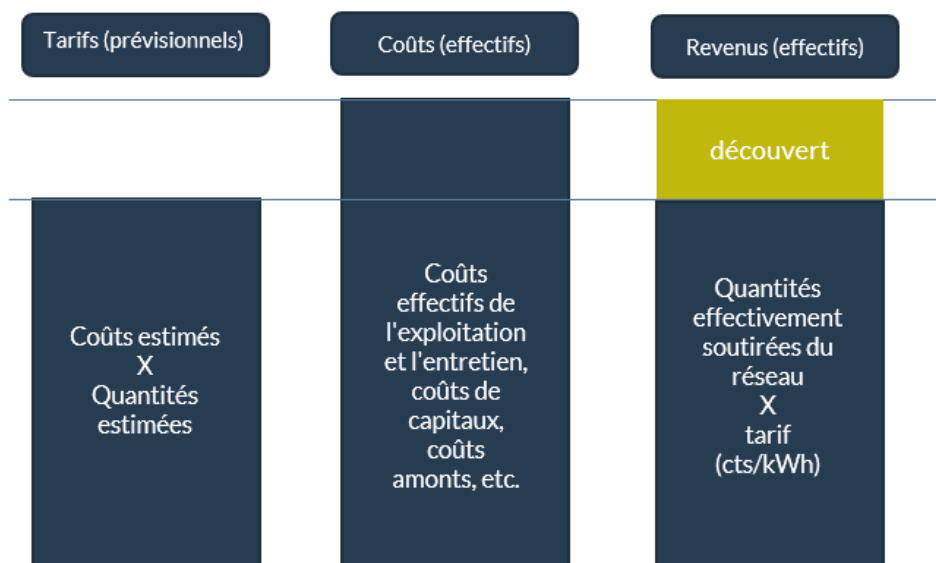 Tarifs (prévisionnels)
Coûts (effectifs)
Revenus (effectifs)
découvert
Coûts estimés
X
Quantités
estimées
Coûts
effectifs de
l'exploitation
et l'entretien,
coûts de
capitaux,
coûts
amonts, etc.
Quantités
effectivement
soutirées du
réseau
X
tarif
(cts/kWh)